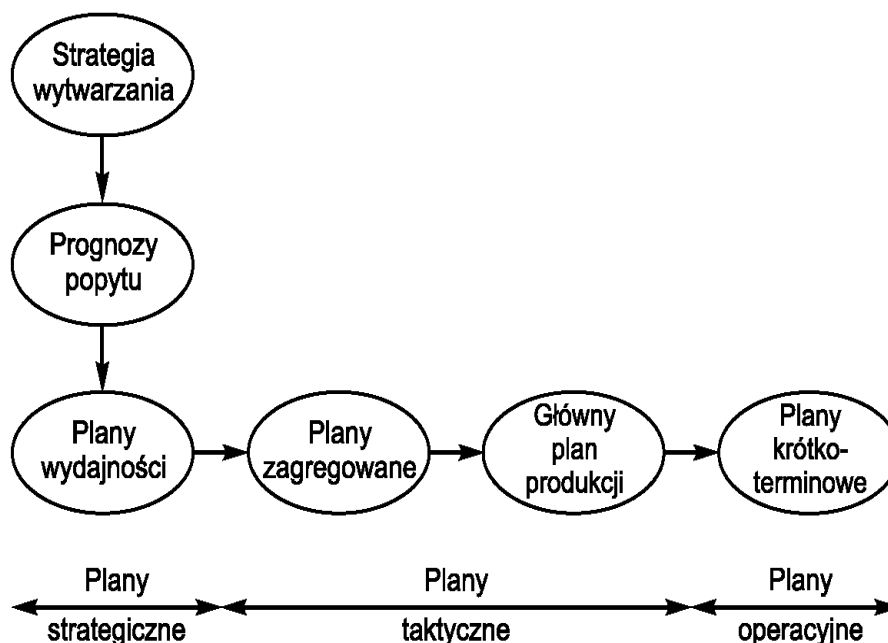 Strategia
wytwarzania
Prognozy
popytu
Plany
wydajności
Plany
zagregowane
Główny
plan
produkcji
Plany
krótko-
terminowe
Plany
strategiczne
Plany
taktyczne
Plany
operacyjne